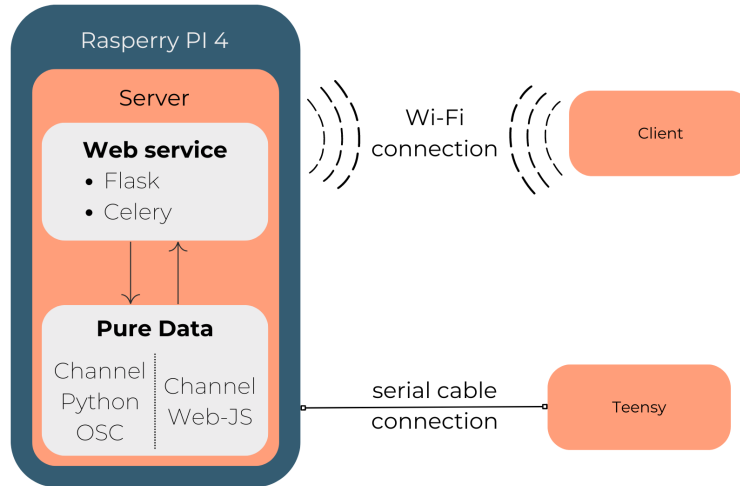 Rasperry PI 4
Server
Web service
• Flask
• Celery
Pure Data
Channel
Python
OSC
Channel
Web-JS
Wi-Fi
connection
Client
serial cable
connection
Teensy